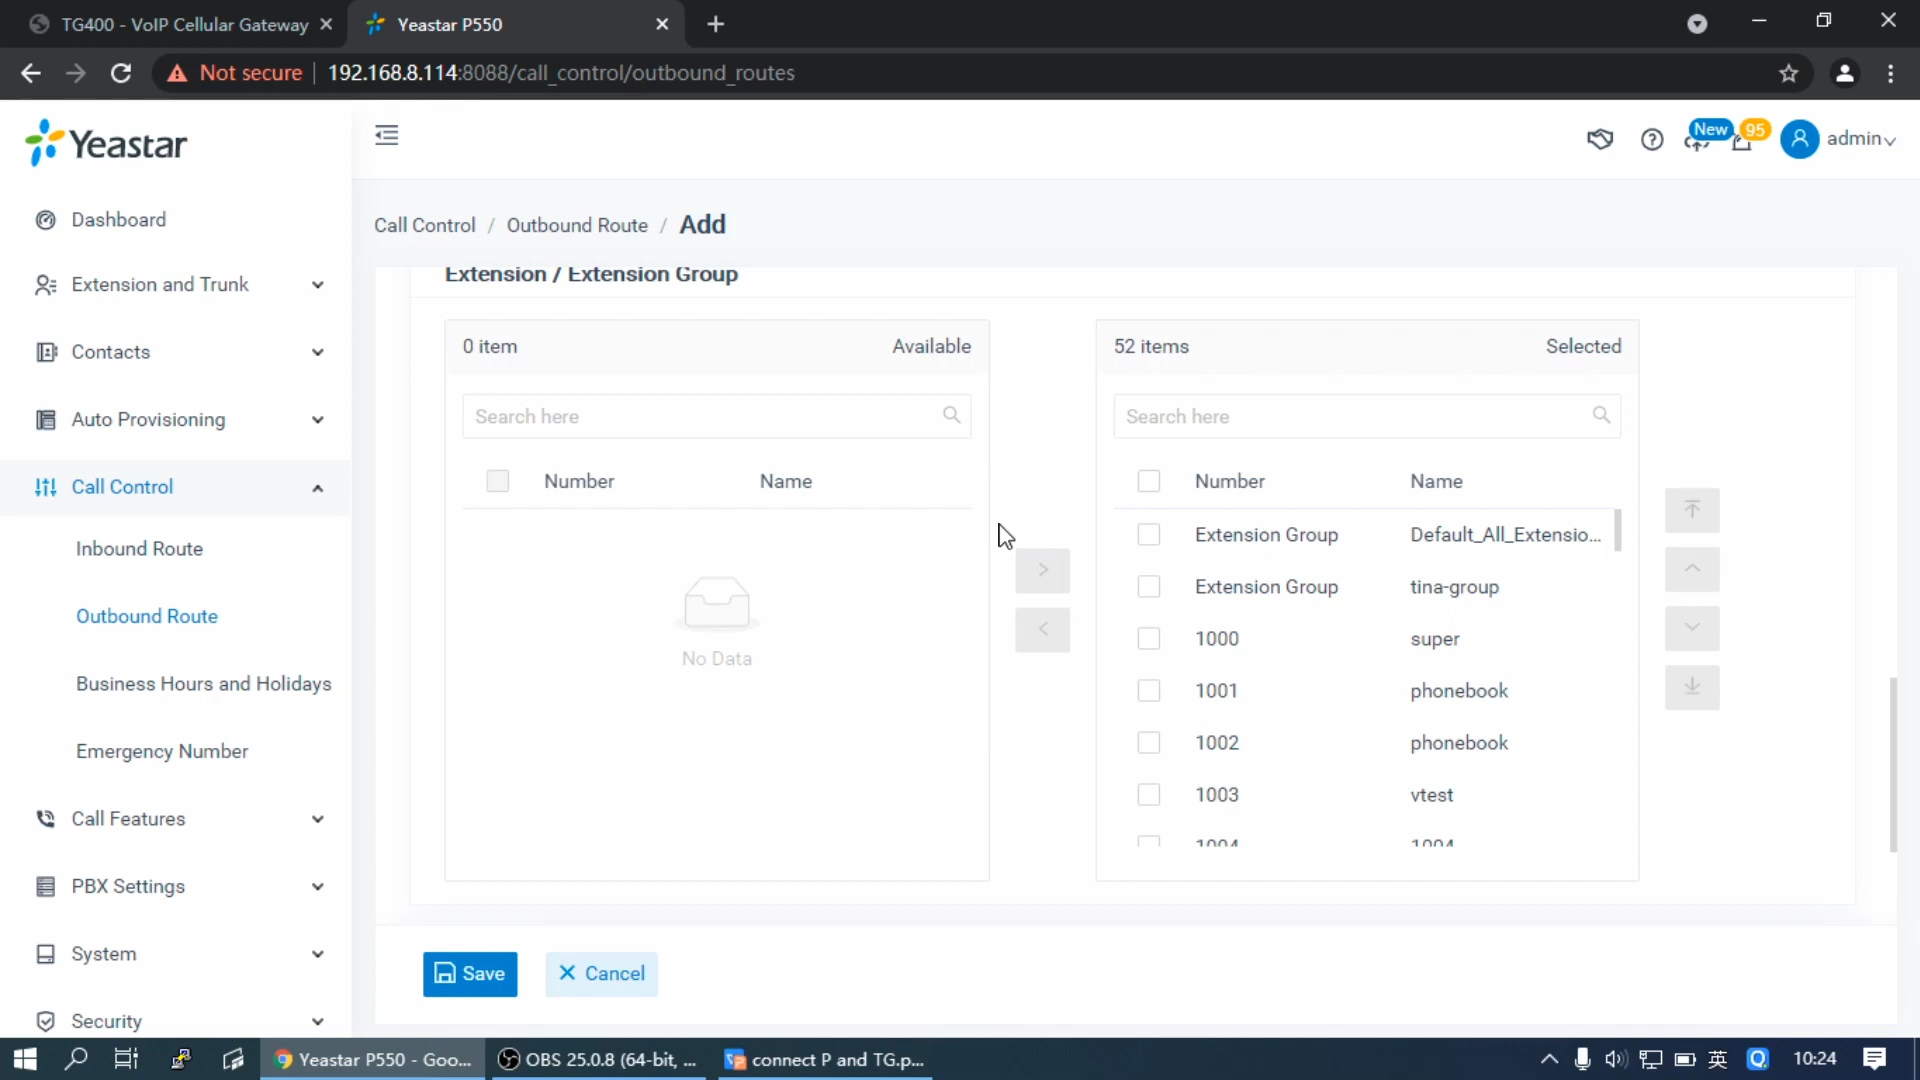 TG400 - VoIP Cellular Gateway
Yeastar P550
Not secure
192.168.8.114:8088/call_control/outbound_routes
Yeastar
New
95
admin
Dashboard
Extension and Trunk
Contacts
Auto Provisioning
Call Control
Inbound Route
Outbound Route
Business Hours and Holidays
Emergency Number
Call Features
PBX Settings
System
Security
Call Control / Outbound Route / Add
Extension / Extension Group
0 item Available
Search here
Number Name
No Data
>
<
52 items Selected
Search here
Number Name
Extension Group Default_All_Extensio...
Extension Group tina-group
1000 super
1001 phonebook
1002 phonebook
1003 vtest
1004 1004
Save
Cancel
Yeastar P550 - Goo...
OBS 25.0.8 (64-bit, ...
connect P and TG.p...
英
10:24